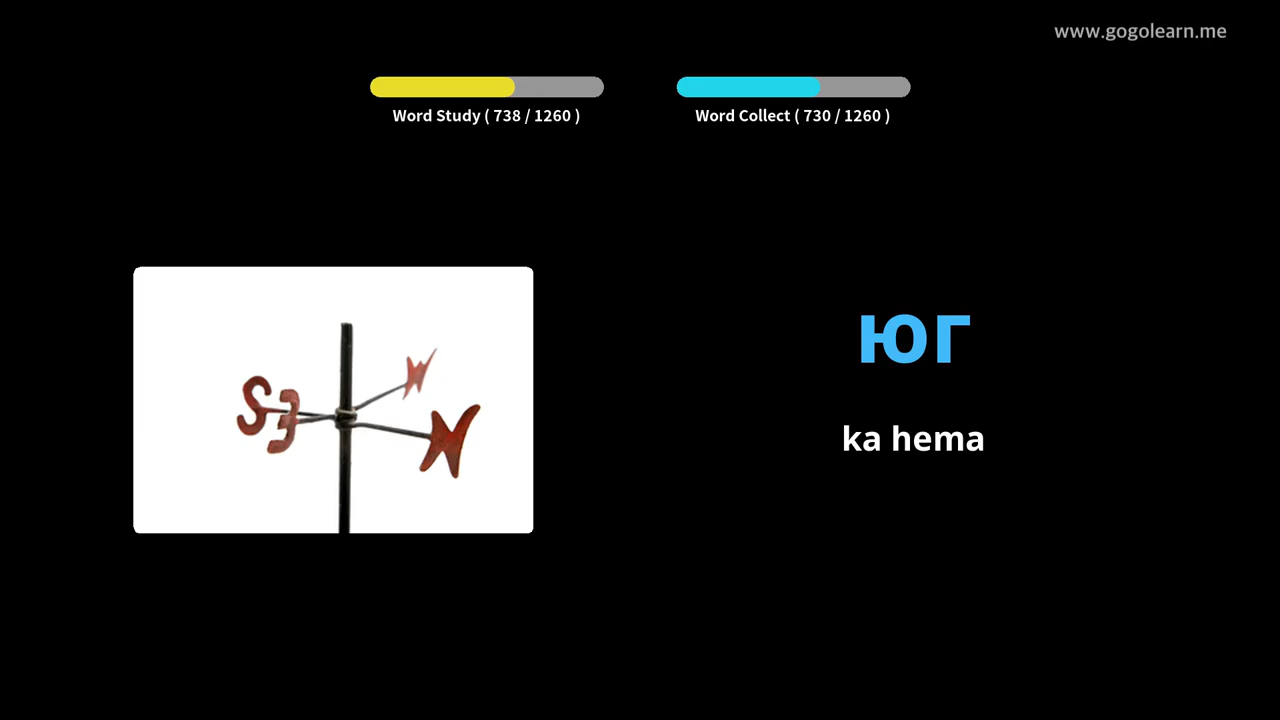 www.gogolearn.me
Word Study ( 738 / 1260 )
Word Collect ( 730 / 1260 )
S E W N
юг
ka hema